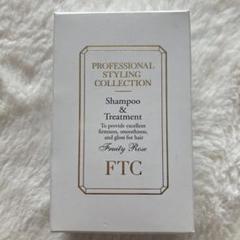 PROFESSIONAL
STYLING
COLLECTION
Shampoo
&
Treatment
To provide excellent
firmness, smoothness,
and gloss for hair
Fruity Rose
FTC